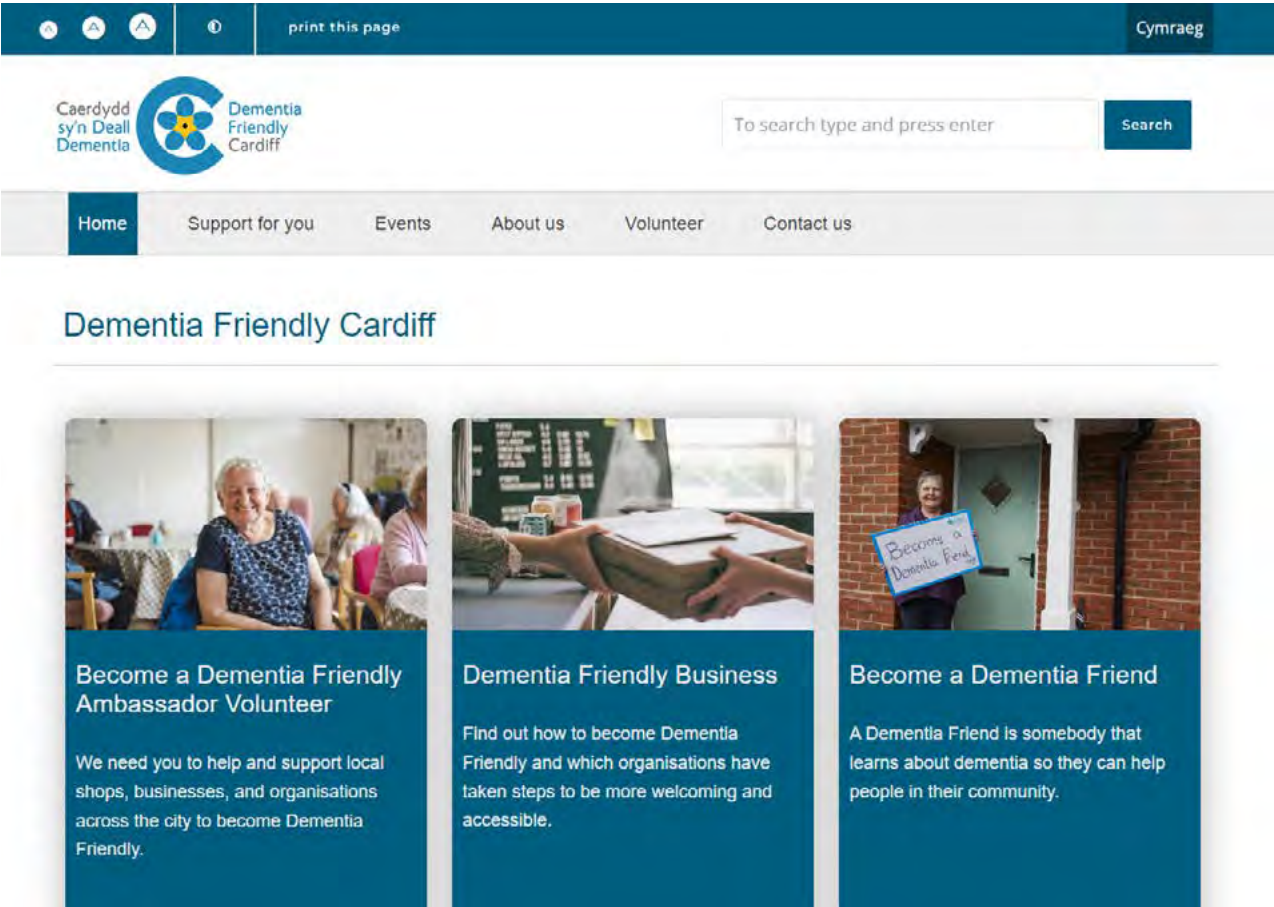 A A A print this page Cymraeg
Caerdydd
sy'n Deall
Dementia
Dementia
Friendly
Cardiff
To search type and press enter
Search
Home Support for you Events About us Volunteer Contact us
Dementia Friendly Cardiff
Become a
Dementia Friend
Become a Dementia Friendly
Ambassador Volunteer
We need you to help and support local
shops, businesses, and organisations
across the city to become Dementia
Friendly.
Dementia Friendly Business
Find out how to become Dementia
Friendly and which organisations have
taken steps to be more welcoming and
accessible.
Become a Dementia Friend
A Dementia Friend is somebody that
learns about dementia so they can help
people in their community.